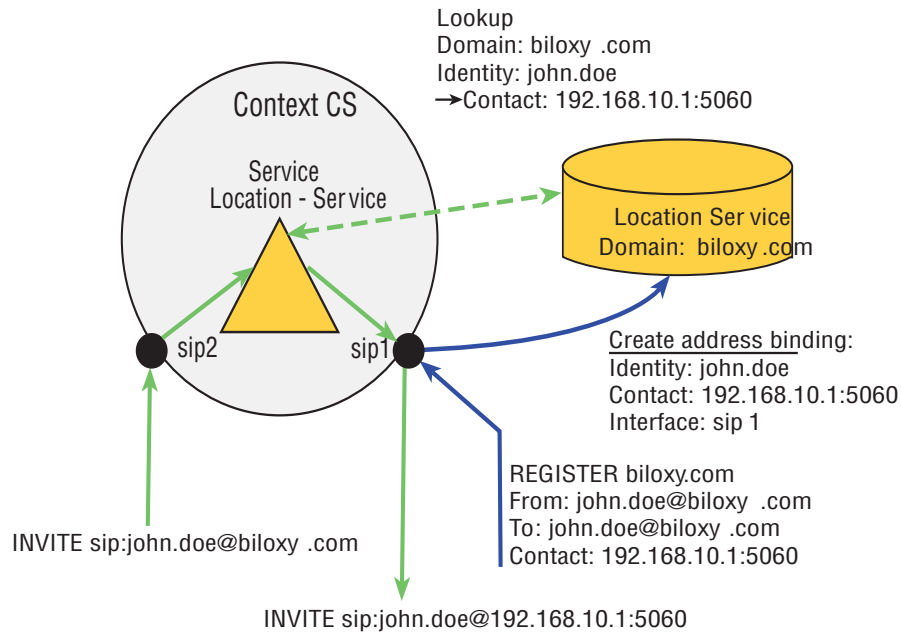 Lookup
Domain: biloxy .com
Identity: john.doe
→Contact: 192.168.10.1:5060
Context CS
Service
Location - Ser vice
Location Ser vice
Domain: biloxy .com
sip2
sip1
Create address binding:
Identity: john.doe
Contact: 192.168.10.1:5060
Interface: sip 1
REGISTER biloxy.com
From: john.doe@biloxy .com
To: john.doe@biloxy .com
Contact: 192.168.10.1:5060
INVITE sip:john.doe@biloxy .com
INVITE sip:john.doe@192.168.10.1:5060